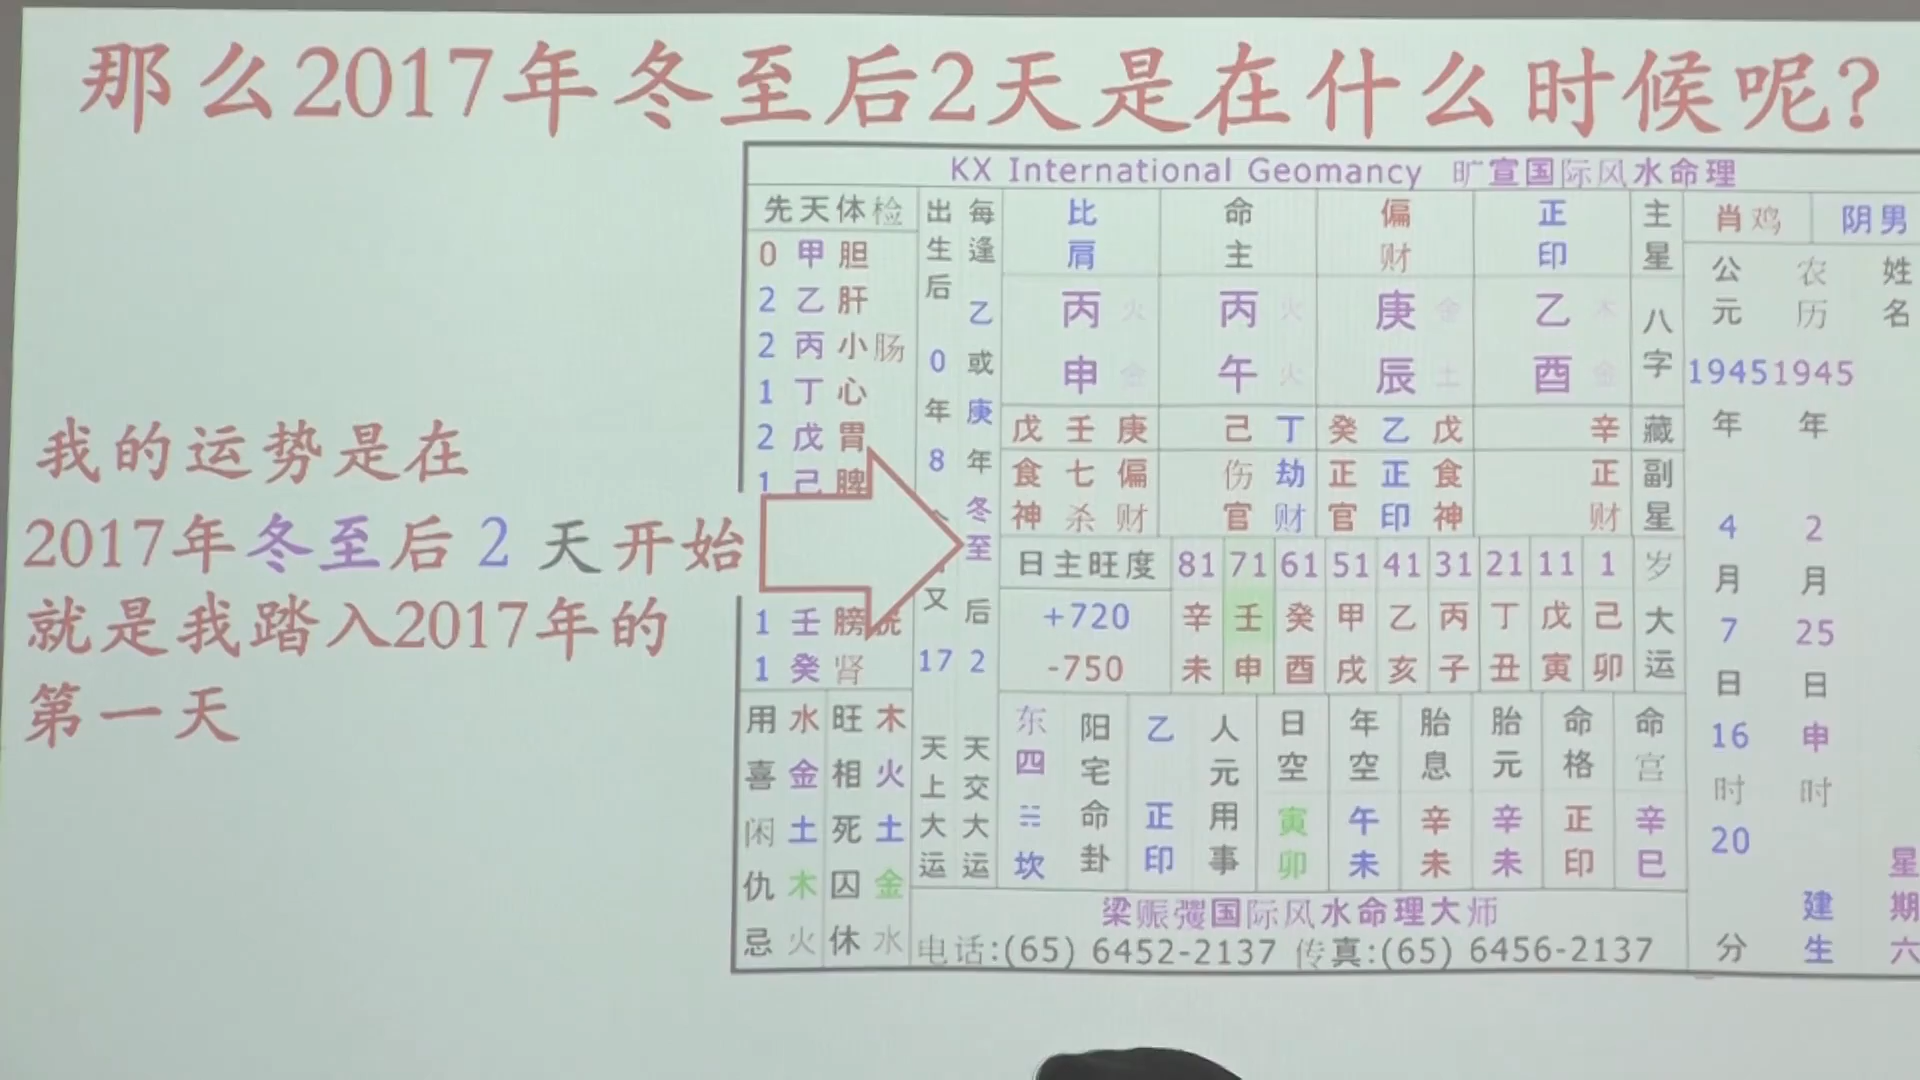 那么2017年冬至后2天是在什么时候呢?
我的运势是在
2017年冬至后2天开始
就是我踏入2017年的
第一天
KX International Geomancy 旷宣国际风水命理
先天体检
0 甲 胆
2 乙 肝
2 丙 小肠
1 丁 心
2 戊 胃
1 己 脾
1 壬 膀胱
1 癸 肾
出生后 0 年 8 又 17 天上大运
每逢 乙或庚年 冬至后 2 天交大运
比肩 命主 偏财 正印 主星
丙火 丙火 庚金 乙木 八字
申金 午火 辰土 酉金
戊 壬 庚 己 丁 癸 乙 戊 辛 藏
食神 七杀 偏财 伤官 劫财 正官 正印 食神 正财 副星
日主旺度 81 71 61 51 41 31 21 11 1 岁
+720 辛 壬 癸 甲 乙 丙 丁 戊 己 大
-750 未 申 酉 戌 亥 子 丑 寅 卯 运
用 水 旺 木
喜 金 相 火
闲 土 死 土
仇 木 囚 金
忌 火 休 水
东四 ☵ 坎 阳宅命卦 乙 正印 人元用事 日空 年空 胎息 胎元 命格 命宫
寅卯 午未 辛未 辛未 正印 辛巳
国际风水命理大师
电话:(65) 6452-2137 传真:(65) 6456-2137
肖鸡 阴男
公元 农历 姓名
1945 1945
年 年
4 2
月 月
7 25
日 日
16 申
时 时
20
分 建生 星期六